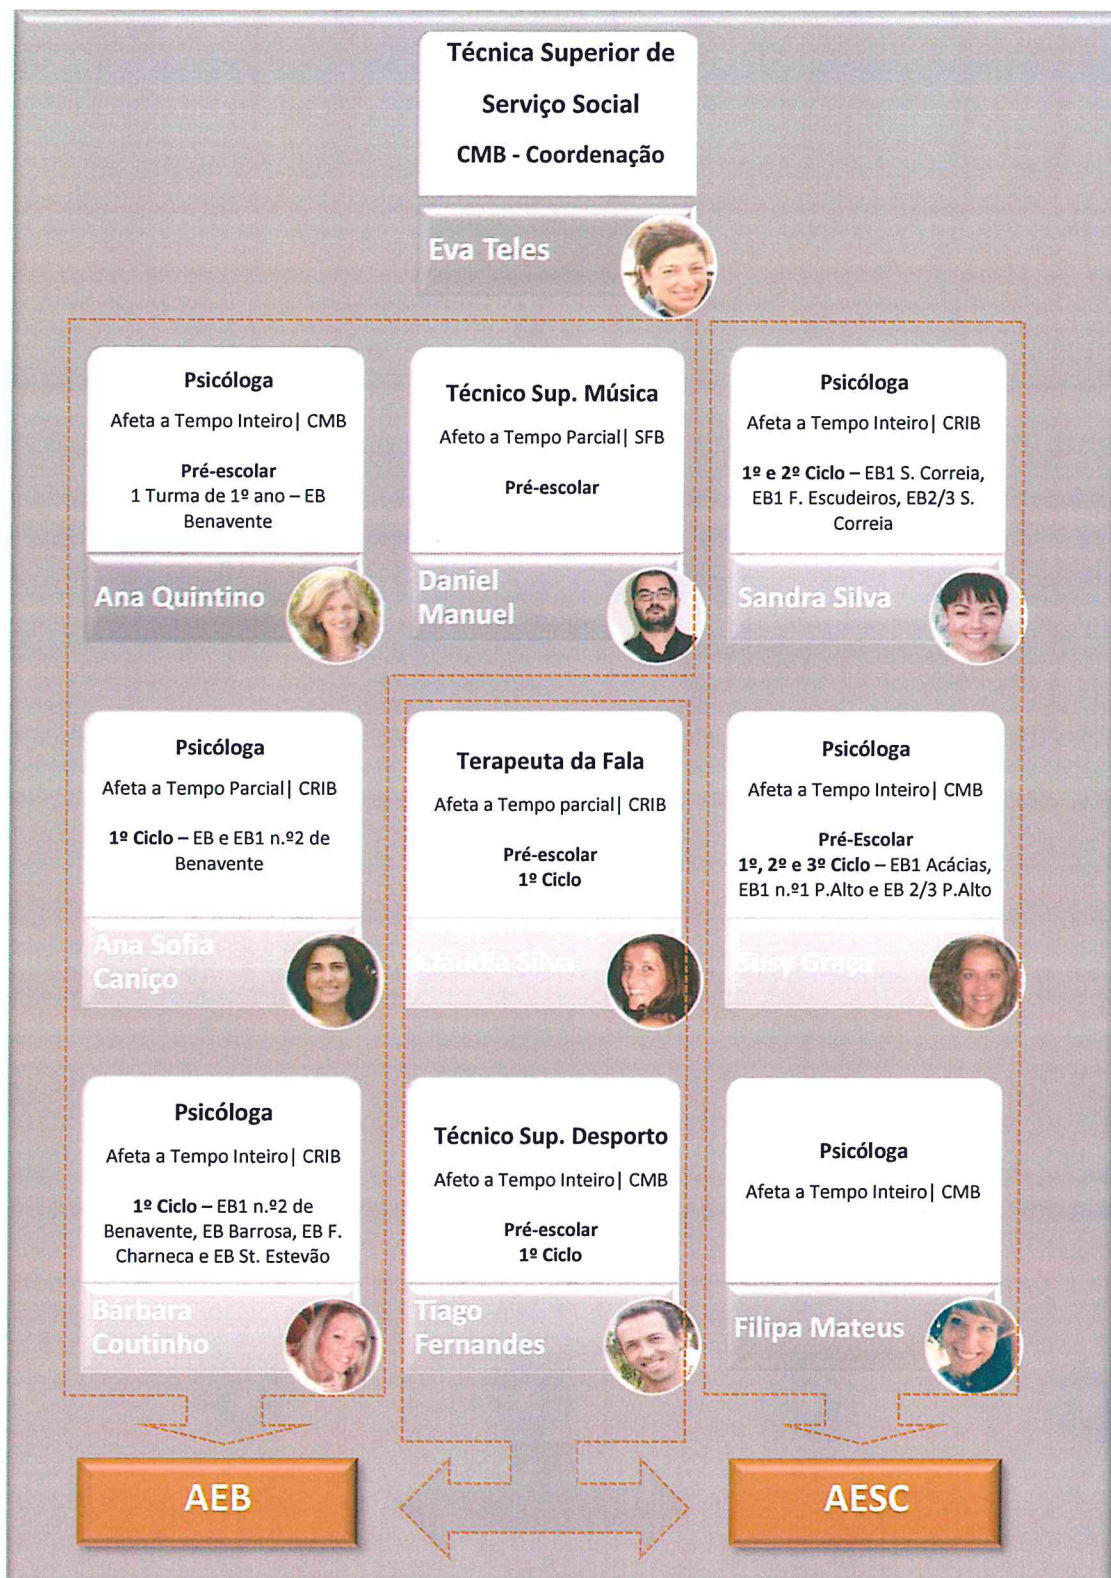 Técnica Superior de
Serviço Social
CMB - Coordenação
Eva Teles
Psicóloga
Afeta a Tempo Inteiro| CMB
Pré-escolar
1 Turma de 1º ano – EB
Benavente
Ana Quintino
Técnico Sup. Música
Afeto a Tempo Parcial| SFB
Pré-escolar
Daniel
Manuel
Psicóloga
Afeta a Tempo Inteiro| CRIB
1º e 2º Ciclo – EB1 S. Correia,
EB1 F. Escudeiros, EB2/3 S.
Correia
Sandra Silva
Psicóloga
Afeta a Tempo Parcial| CRIB
1º Ciclo – EB e EB1 n.º2 de
Benavente
Ana Sofia
Caniço
Terapeuta da Fala
Afeta a Tempo parcial| CRIB
Pré-escolar
1º Ciclo
Cláudia Silva
Psicóloga
Afeta a Tempo Inteiro| CMB
Pré-Escolar
1º, 2º e 3º Ciclo – EB1 Acácias,
EB1 n.º1 P.Alto e EB 2/3 P.Alto
Susy Graça
Psicóloga
Afeta a Tempo Inteiro| CRIB
1º Ciclo – EB1 n.º2 de
Benavente, EB Barrosa, EB F.
Charneca e EB St. Estevão
Bárbara
Coutinho
Técnico Sup. Desporto
Afeto a Tempo Inteiro| CMB
Pré-escolar
1º Ciclo
Tiago
Fernandes
Psicóloga
Afeta a Tempo Inteiro| CMB
Filipa Mateus
AEB
AESC